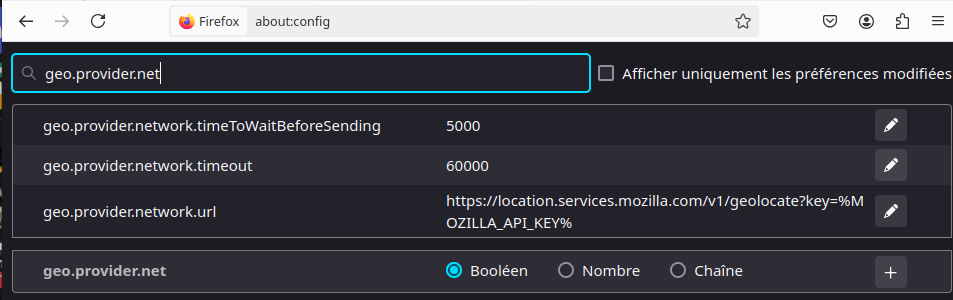 Firefox about:config
geo.provider.net Afficher uniquement les préférences modifiées
geo.provider.network.timeToWaitBeforeSending 5000
geo.provider.network.timeout 60000
geo.provider.network.url https://location.services.mozilla.com/v1/geolocate?key=%M
OZILLA_API_KEY%
geo.provider.net Booléen Nombre Chaîne